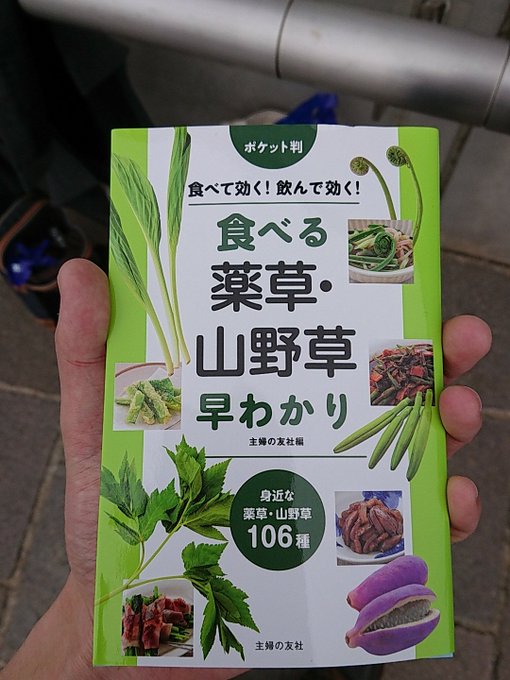 ポケット判
食べて効く!飲んで効く!
食べる
薬草・
山野草
早わかり
主婦の友社編
身近な
薬草・山野草
106種
主婦の友社